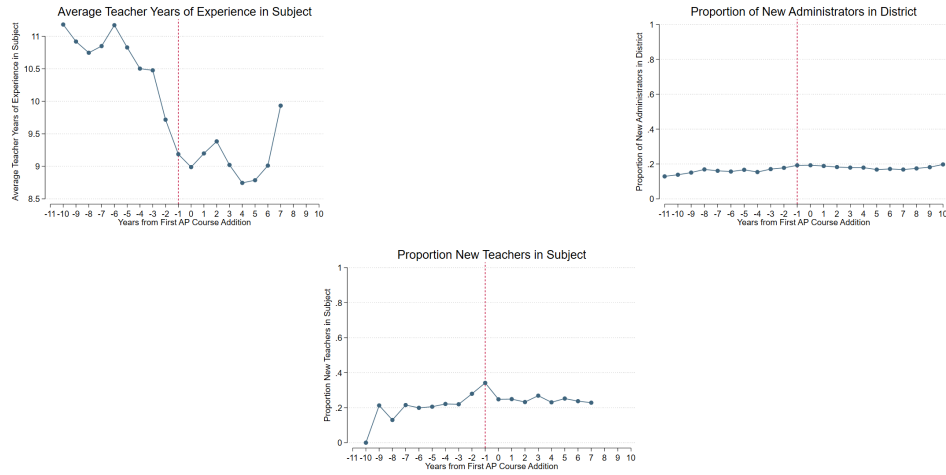 Average Teacher Years of Experience in Subject
Average Teacher Years of Experience in Subject
11
10.5
10
9.5
9
8.5
-11 -10 -9 -8 -7 -6 -5 -4 -3 -2 -1 0 1 2 3 4 5 6 7 8 9 10
Years from First AP Course Addition
Proportion of New Administrators in District
Proportion of New Administrators in District
1
.8
.6
.4
.2
0
-11 -10 -9 -8 -7 -6 -5 -4 -3 -2 -1 0 1 2 3 4 5 6 7 8 9 10
Years from First AP Course Addition
Proportion New Teachers in Subject
Proportion New Teachers in Subject
1
.8
.6
.4
.2
0
-11 -10 -9 -8 -7 -6 -5 -4 -3 -2 -1 0 1 2 3 4 5 6 7 8 9 10
Years from First AP Course Addition